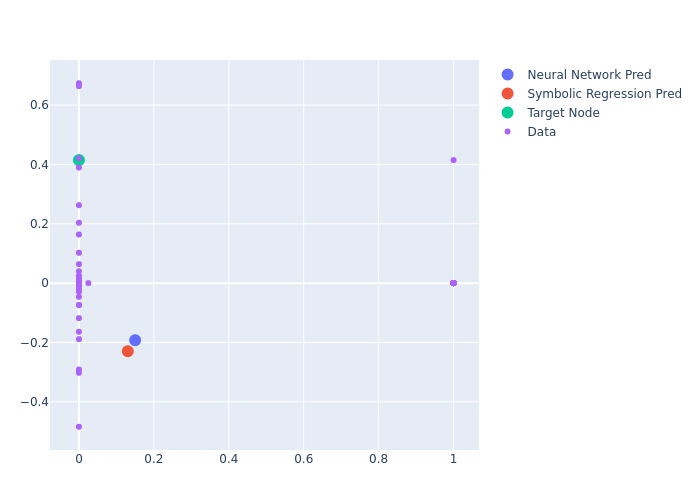 Neural Network Pred
Symbolic Regression Pred
Target Node
Data
0.6
0.4
0.2
0
−0.2
−0.4
0 0.2 0.4 0.6 0.8 1